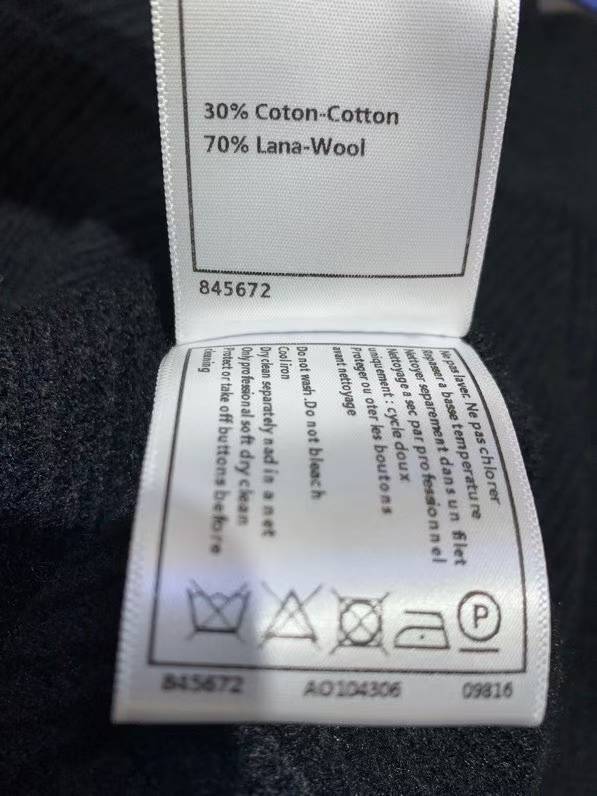 30% Coton-Cotton
70% Lana-Wool
845672
Ne pas laver. Ne pas chlorer
Repasser a basse temperature
Nettoyer separement dans un filet
Nettoyage a sec par professionnel
uniquement : cycle doux
Proteger ou oter les boutons
avant nettoyage
Do not wash .Do not bleach
Cool iron
Dry clean separately n ad in a net
Only professional soft dry clean
Protect or take off buttons before
cleaning
P
845672 AO104306 09816